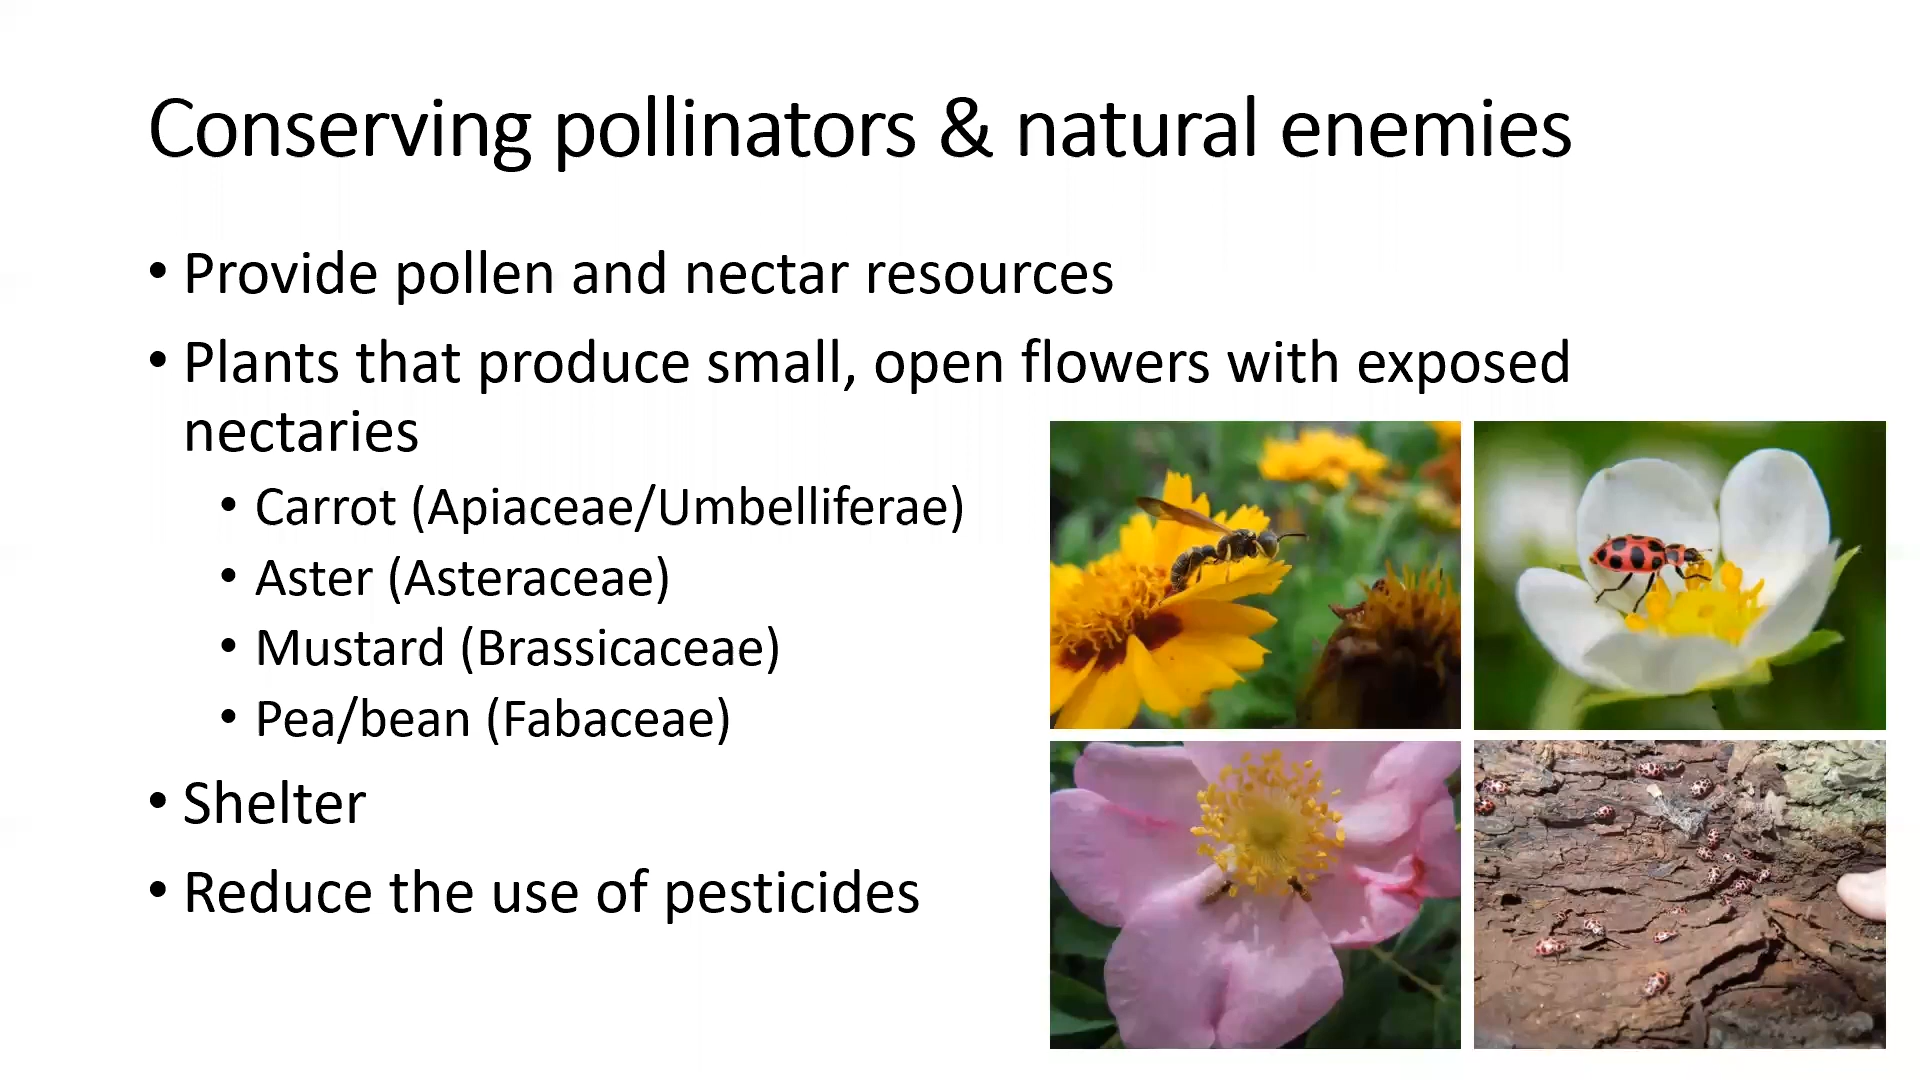 Conserving pollinators & natural enemies
• Provide pollen and nectar resources
• Plants that produce small, open flowers with exposed
nectaries
• Carrot (Apiaceae/Umbelliferae)
• Aster (Asteraceae)
• Mustard (Brassicaceae)
• Pea/bean (Fabaceae)
• Shelter
• Reduce the use of pesticides